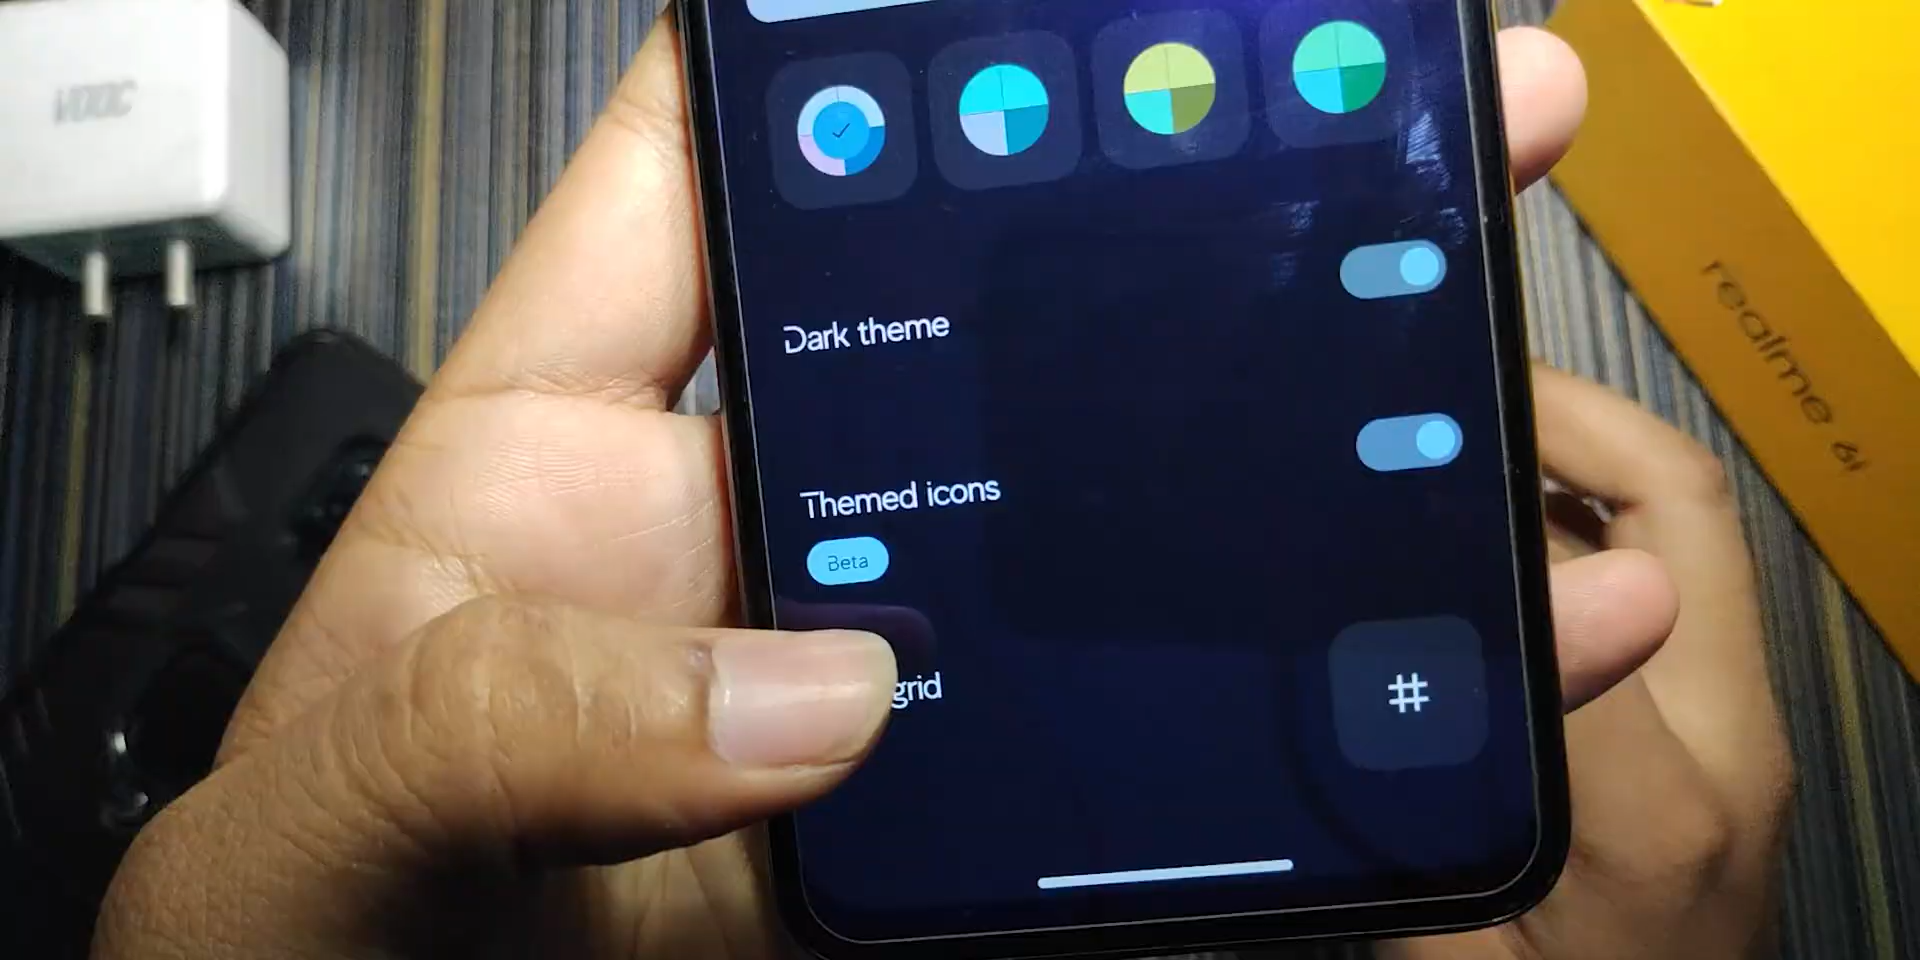 VOOC
realme 6i
Dark theme
Themed icons
Beta
grid